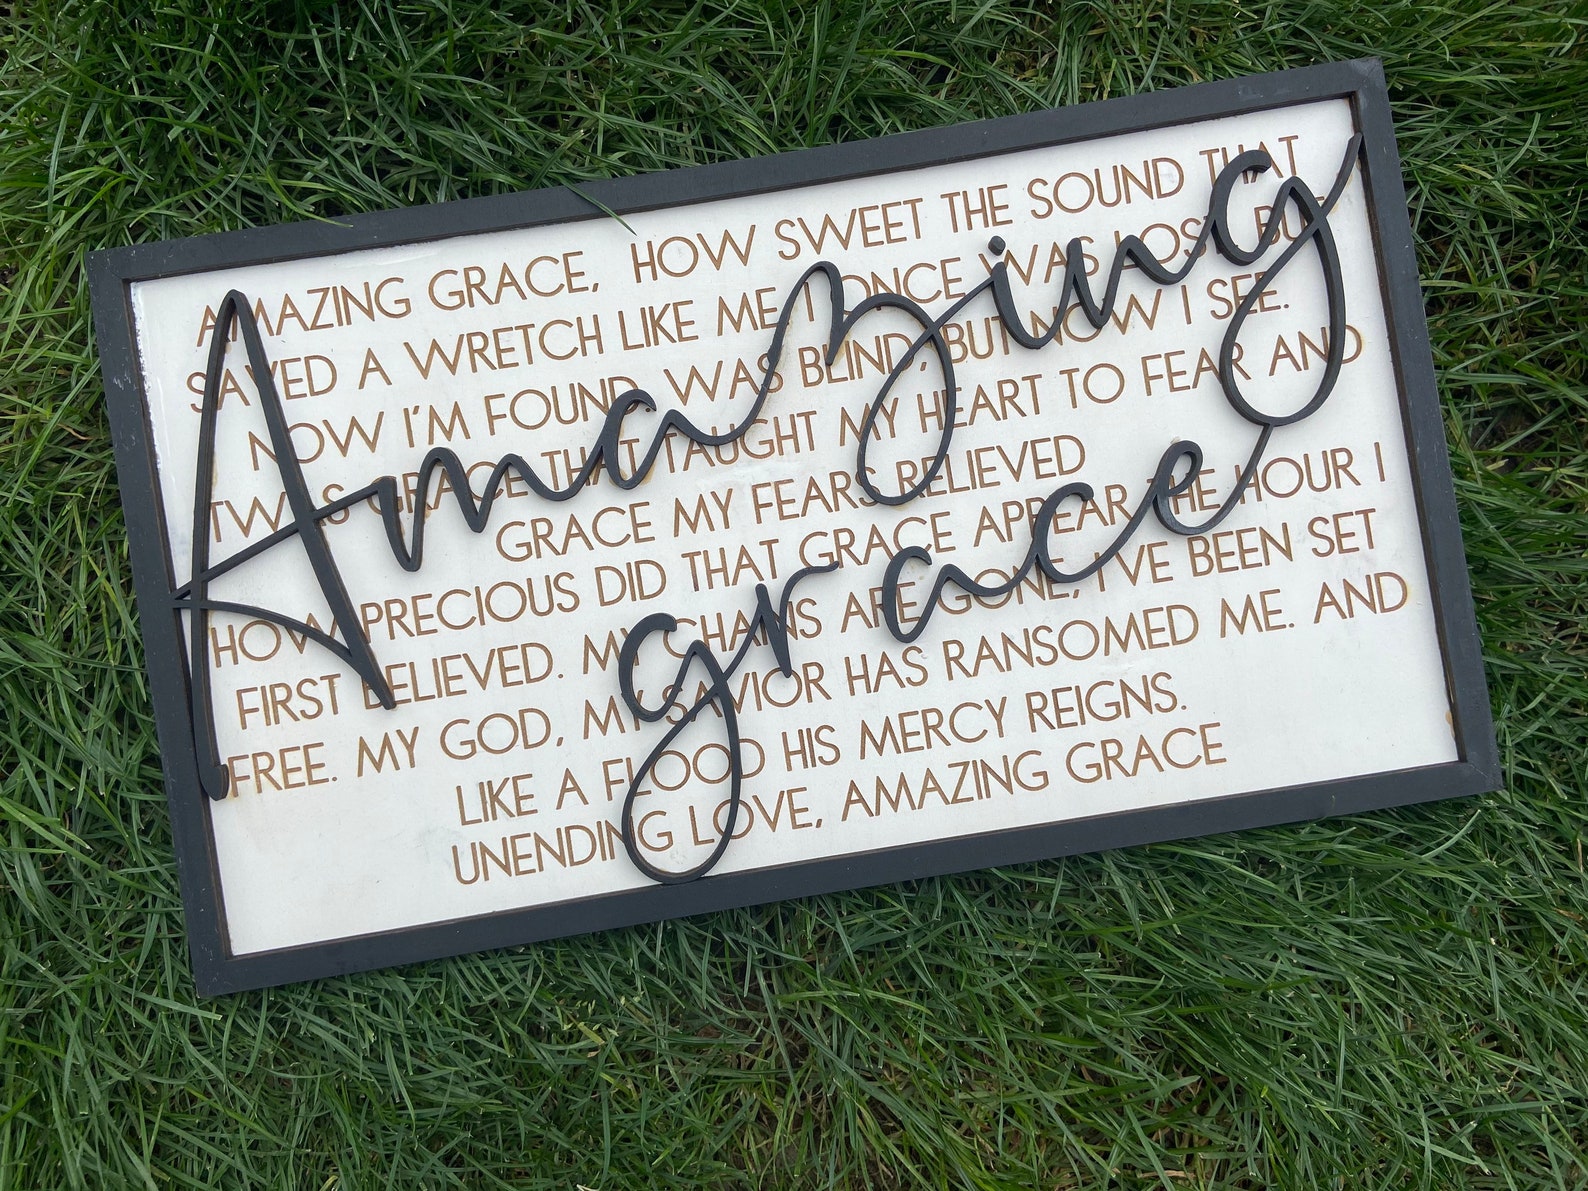 AMAZING GRACE, HOW SWEET THE SOUND THAT
SAVED A WRETCH LIKE ME I ONCE WAS LOST, BUT
NOW I'M FOUND, WAS BLIND, BUT NOW I SEE.
TWAS GRACE THAT TAUGHT MY HEART TO FEAR AND
GRACE MY FEARS RELIEVED
HOW PRECIOUS DID THAT GRACE APPEAR THE HOUR I
FIRST BELIEVED. MY CHAINS ARE GONE, I'VE BEEN SET
FREE. MY GOD, MY SAVIOR HAS RANSOMED ME. AND
LIKE A FLOOD HIS MERCY REIGNS.
UNENDING LOVE, AMAZING GRACE
Amazing
grace